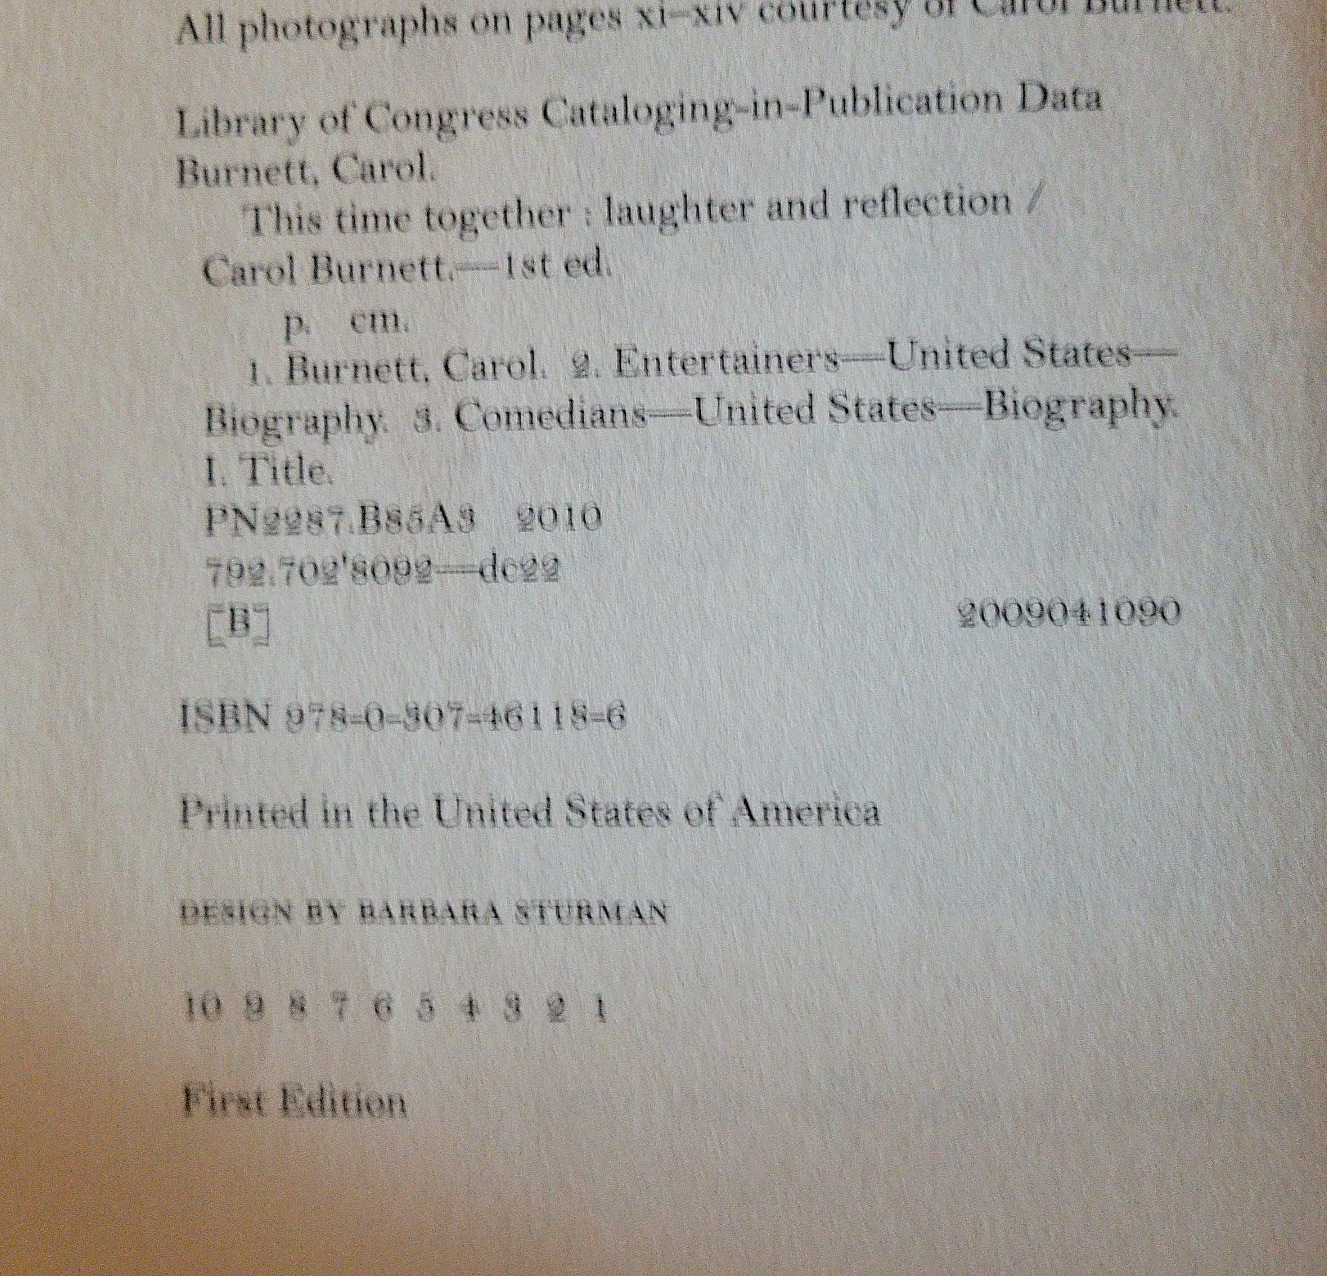 All photographs on pages xi–xiv courtesy of Carol Burnett.
Library of Congress Cataloging-in-Publication Data
Burnett, Carol.
This time together : laughter and reflection /
Carol Burnett.—1st ed.
p. cm.
1. Burnett, Carol. 2. Entertainers—United States—
Biography. 3. Comedians—United States—Biography.
I. Title.
PN2287.B85A3 2010
792.702'8092—dc22
[B] 2009041090
ISBN 978-0-307-46118-6
Printed in the United States of America
DESIGN BY BARBARA STURMAN
10 9 8 7 6 5 4 3 2 1
First Edition